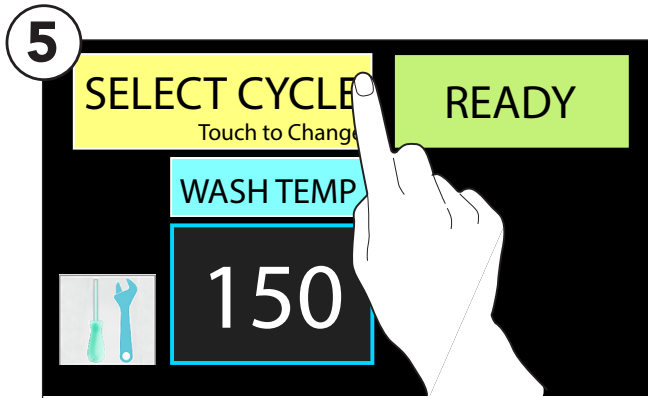 5
SELECT CYCLE
Touch to Change
READY
WASH TEMP
150